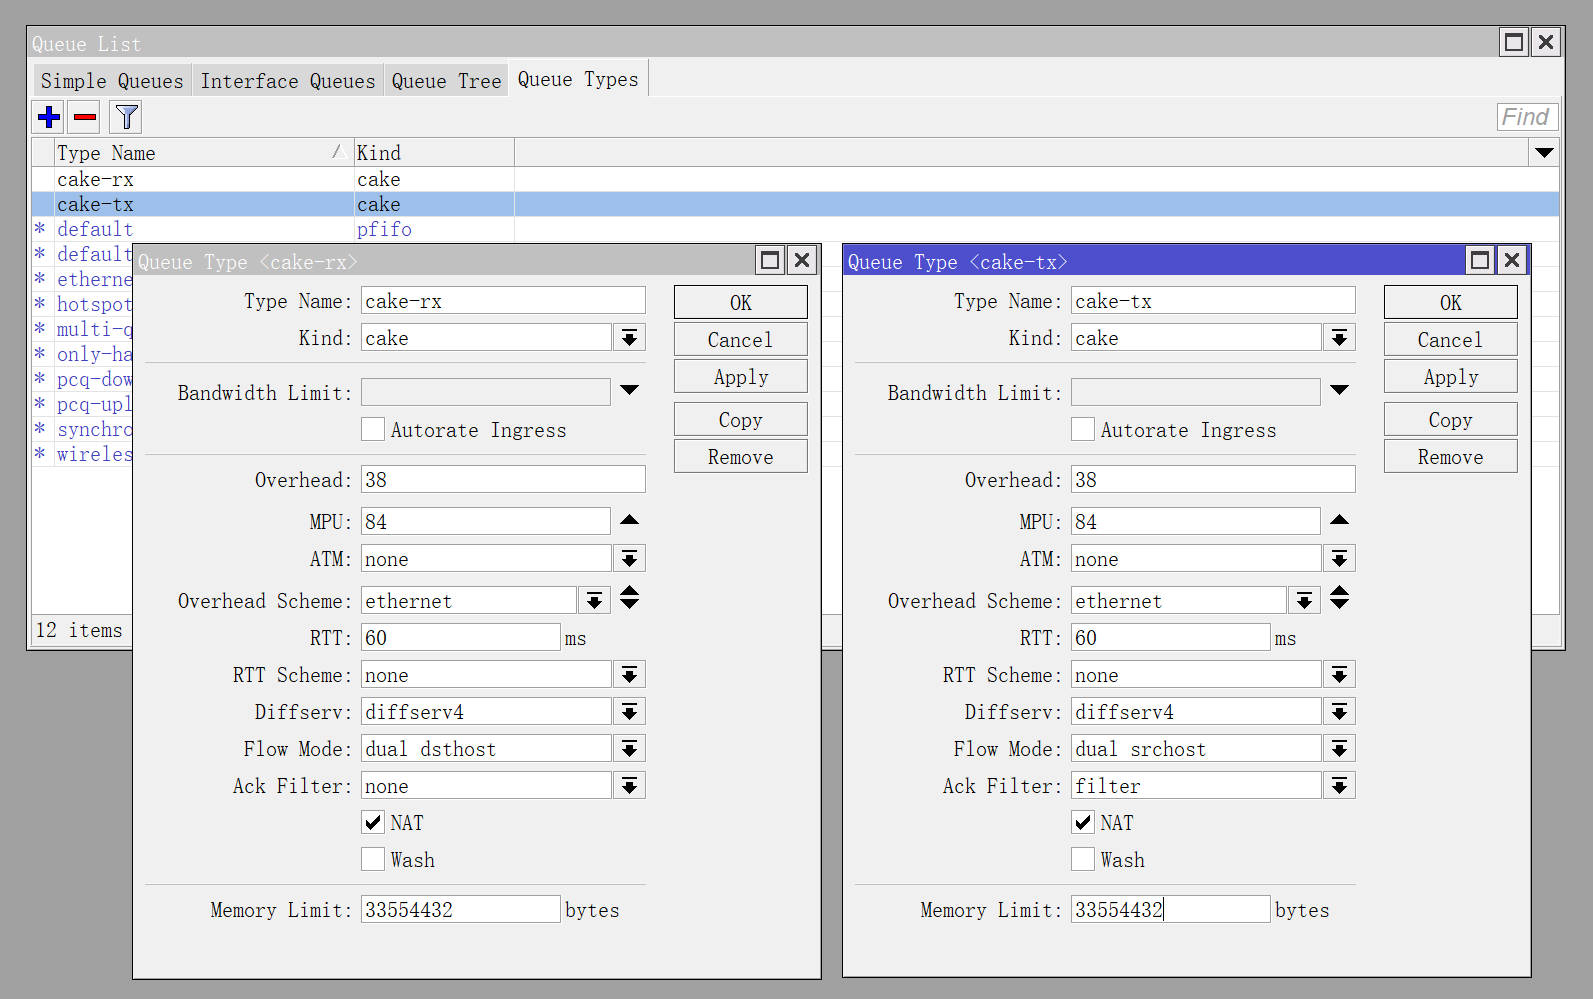 Queue List
Simple Queues Interface Queues Queue Tree Queue Types
Find
Type Name Kind
cake-rx cake
cake-tx cake
* default pfifo
* default
* etherne
* hotspot
* multi-q
* only-ha
* pcq-dow
* pcq-upl
* synchro
* wireles
12 items
Queue Type <cake-rx>
Type Name: cake-rx
OK
Kind: cake
Cancel
Apply
Bandwidth Limit:
Copy
Autorate Ingress
Remove
Overhead: 38
MPU: 84
ATM: none
Overhead Scheme: ethernet
RTT: 60 ms
RTT Scheme: none
Diffserv: diffserv4
Flow Mode: dual dsthost
Ack Filter: none
NAT
Wash
Memory Limit: 33554432 bytes
Queue Type <cake-tx>
Type Name: cake-tx
OK
Kind: cake
Cancel
Apply
Bandwidth Limit:
Copy
Autorate Ingress
Remove
Overhead: 38
MPU: 84
ATM: none
Overhead Scheme: ethernet
RTT: 60 ms
RTT Scheme: none
Diffserv: diffserv4
Flow Mode: dual srchost
Ack Filter: filter
NAT
Wash
Memory Limit: 33554432 bytes